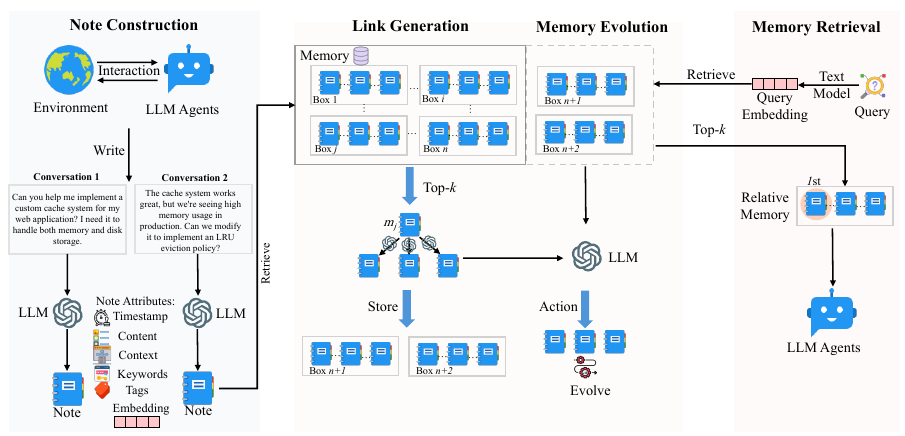 Note Construction
Interaction
Environment
LLM Agents
Write
Conversation 1
Can you help me implement a
custom cache system for my
web application? I need it to
handle both memory and disk
storage.
Conversation 2
The cache system works
great, but we're seeing high
memory usage in
production. Can we modify
it to implement an LRU
eviction policy?
LLM
Note Attributes:
Timestamp
Content
Context
Keywords
Tags
Embedding
LLM
Note
Note
Retrieve
Link Generation
Memory
Box 1
Box i
Box j
Box n
Top-k
mj
Store
Box n+1
Box n+2
Memory Evolution
Box n+1
Box n+2
LLM
Action
Evolve
Memory Retrieval
Retrieve
Text
Model
Query
Embedding
Query
Top-k
1st
Relative
Memory
LLM Agents